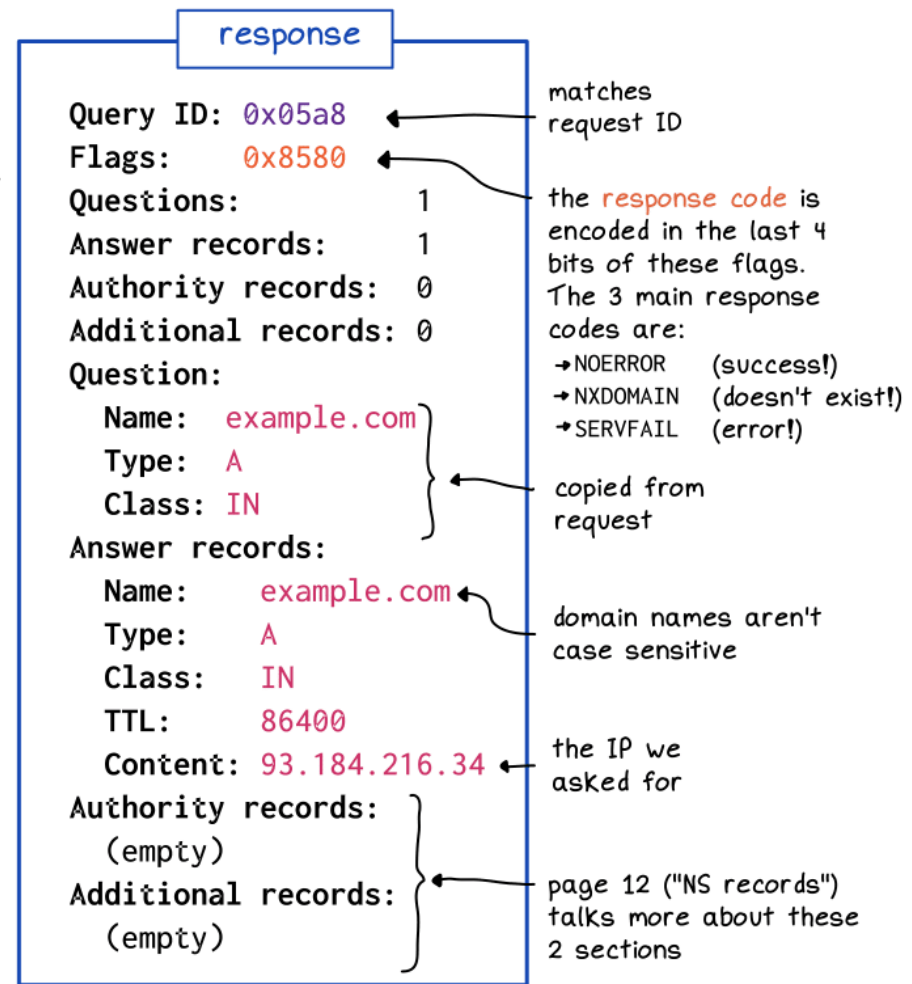 response
Query ID: 0x05a8
Flags: 0x8580
Questions: 1
Answer records: 1
Authority records: 0
Additional records: 0
Question:
Name: example.com
Type: A
Class: IN
Answer records:
Name: example.com
Type: A
Class: IN
TTL: 86400
Content: 93.184.216.34
Authority records:
(empty)
Additional records:
(empty)
matches
request ID
the response code is
encoded in the last 4
bits of these flags.
The 3 main response
codes are:
→NOERROR (success!)
→NXDOMAIN (doesn't exist!)
→SERVFAIL (error!)
copied from
request
domain names aren't
case sensitive
the IP we
asked for
page 12 ("NS records")
talks more about these
2 sections